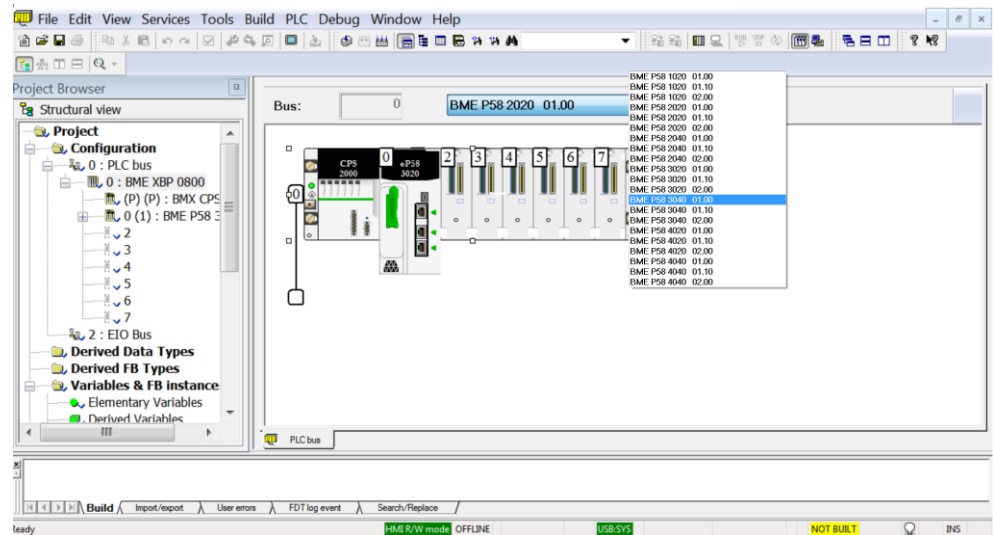 File Edit View Services Tools Build PLC Debug Window Help
Project Browser
Structural view
Project
Configuration
0 : PLC bus
0 : BME XBP 0800
(P) (P) : BMX CPS
0 (1) : BME P58 3
2
3
4
5
6
7
2 : EIO Bus
Derived Data Types
Derived FB Types
Variables & FB instance
Elementary Variables
Derived Variables
Bus: 0 BME P58 2020 01.00
CPS 2000
0
eP58 3020
2 3 4 5 6 7
0
BME P58 1020 01.00
BME P58 1020 01.10
BME P58 1020 02.00
BME P58 2020 01.00
BME P58 2020 01.10
BME P58 2020 02.00
BME P58 2040 01.00
BME P58 2040 01.10
BME P58 2040 02.00
BME P58 3020 01.00
BME P58 3020 01.10
BME P58 3020 02.00
BME P58 3040 01.00
BME P58 3040 01.10
BME P58 3040 02.00
BME P58 4020 01.00
BME P58 4020 01.10
BME P58 4020 02.00
BME P58 4040 01.00
BME P58 4040 01.10
BME P58 4040 02.00
PLC bus
Build Import/export User errors FDT log event Search/Replace
Ready HMI R/W mode OFFLINE USB:SYS NOT BUILT INS